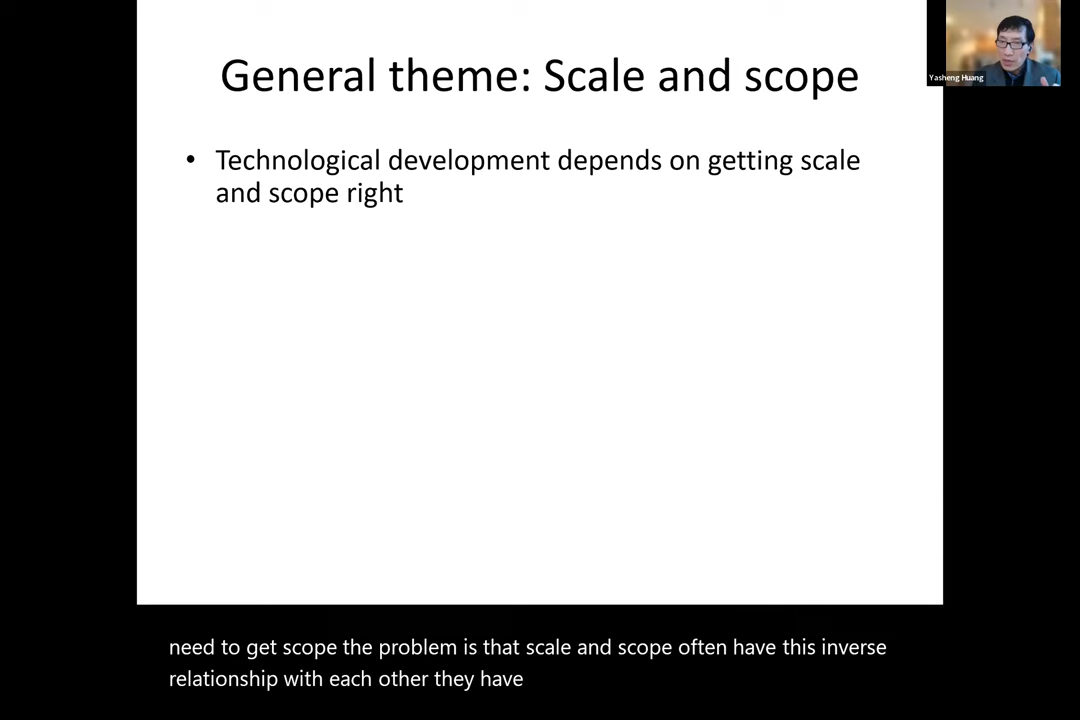 General theme: Scale and scope
Yasheng Huang
• Technological development depends on getting scale
and scope right
need to get scope the problem is that scale and scope often have this inverse
relationship with each other they have